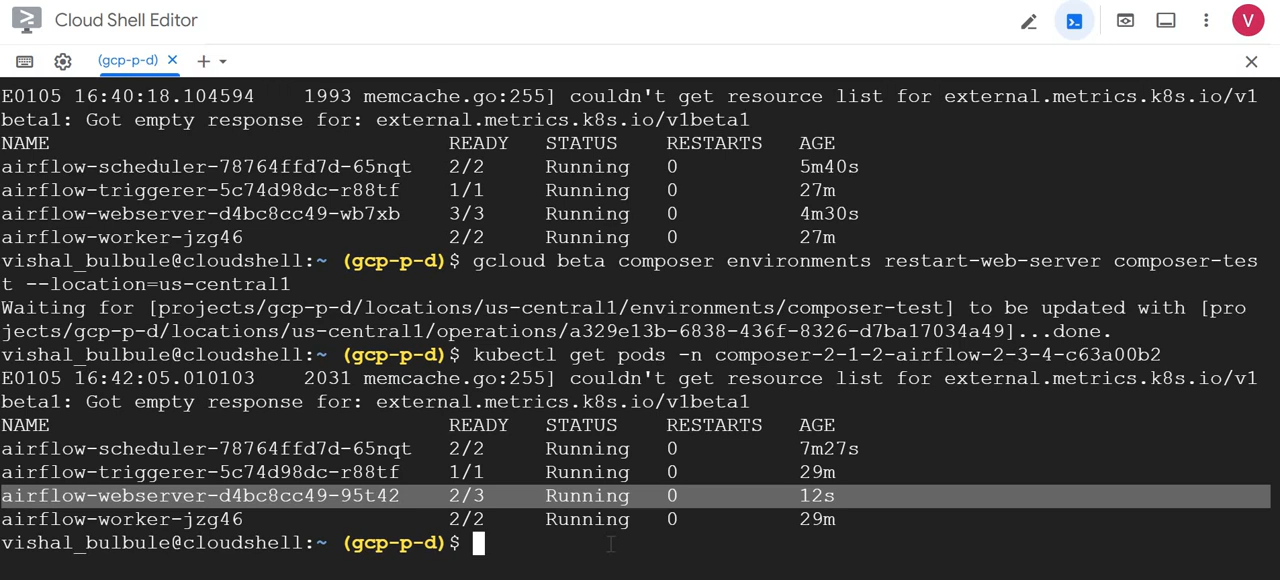 Cloud Shell Editor
V
(gcp-p-d)
E0105 16:40:18.104594    1993 memcache.go:255] couldn't get resource list for external.metrics.k8s.io/v1
beta1: Got empty response for: external.metrics.k8s.io/v1beta1
NAME                                 READY   STATUS    RESTARTS   AGE
airflow-scheduler-78764ffd7d-65nqt   2/2     Running   0          5m40s
airflow-triggerer-5c74d98dc-r88tf    1/1     Running   0          27m
airflow-webserver-d4bc8cc49-wb7xb    3/3     Running   0          4m30s
airflow-worker-jzg46                 2/2     Running   0          27m
vishal_bulbule@cloudshell:~ (gcp-p-d)$ gcloud beta composer environments restart-web-server composer-tes
t --location=us-central1
Waiting for [projects/gcp-p-d/locations/us-central1/environments/composer-test] to be updated with [pro
jects/gcp-p-d/locations/us-central1/operations/a329e13b-6838-436f-8326-d7ba17034a49]...done.
vishal_bulbule@cloudshell:~ (gcp-p-d)$ kubectl get pods -n composer-2-1-2-airflow-2-3-4-c63a00b2
E0105 16:42:05.010103    2031 memcache.go:255] couldn't get resource list for external.metrics.k8s.io/v1
beta1: Got empty response for: external.metrics.k8s.io/v1beta1
NAME                                 READY   STATUS    RESTARTS   AGE
airflow-scheduler-78764ffd7d-65nqt   2/2     Running   0          7m27s
airflow-triggerer-5c74d98dc-r88tf    1/1     Running   0          29m
airflow-webserver-d4bc8cc49-95t42    2/3     Running   0          12s
airflow-worker-jzg46                 2/2     Running   0          29m
vishal_bulbule@cloudshell:~ (gcp-p-d)$